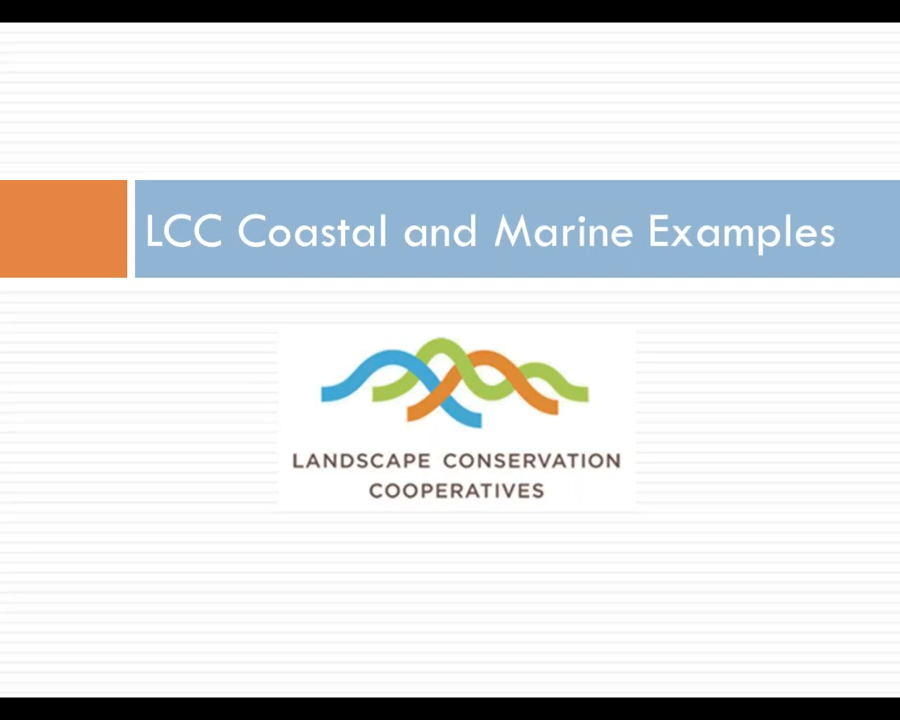 LCC Coastal and Marine Examples
LANDSCAPE CONSERVATION
COOPERATIVES